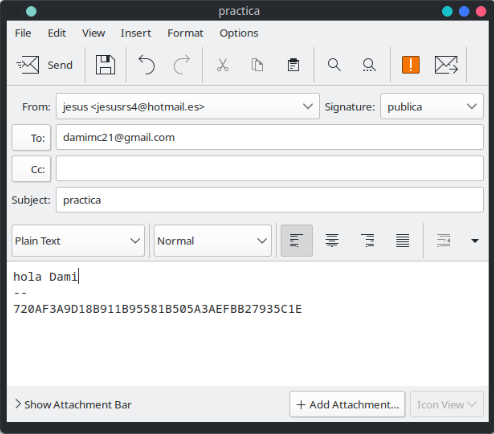 practica
File Edit View Insert Format Options
Send
From: jesus <jesusrs4@hotmail.es> Signature: publica
To: damimc21@gmail.com
Cc:
Subject: practica
Plain Text Normal
hola Dami
--
720AF3A9D18B911B95581B505A3AEFBB27935C1E
Show Attachment Bar + Add Attachment... Icon View